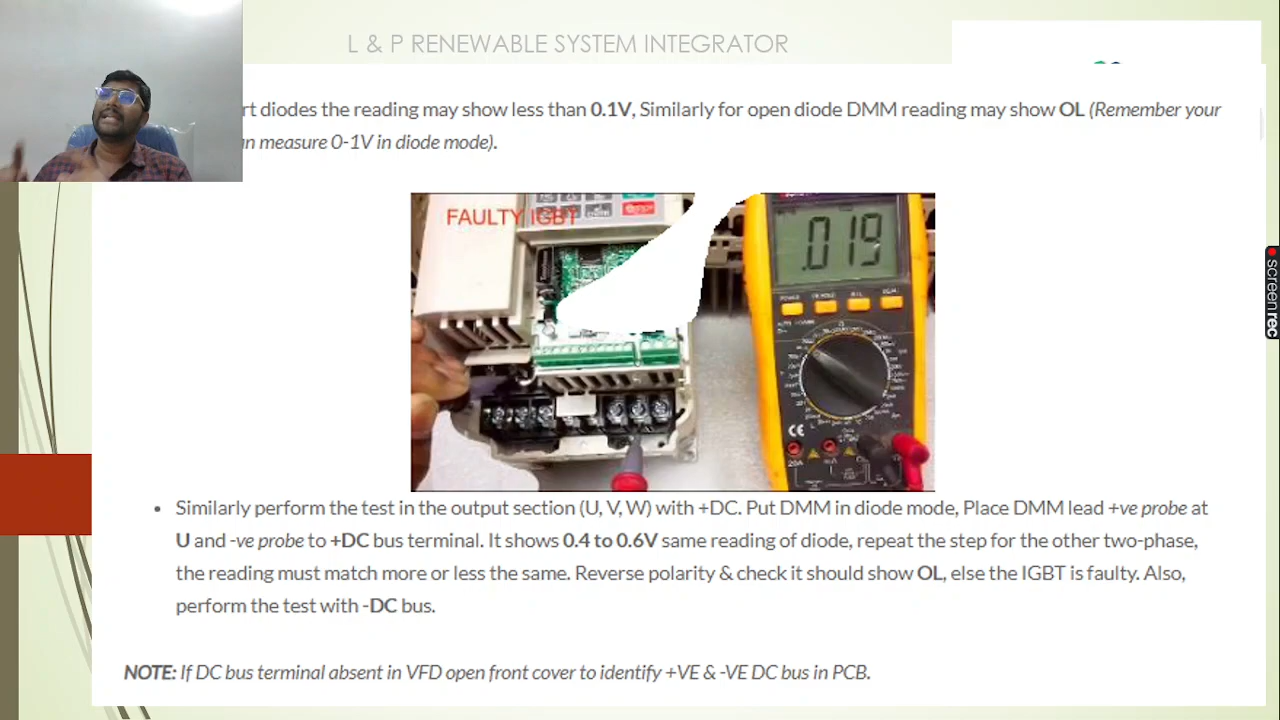 L & P RENEWABLE SYSTEM INTEGRATOR
rt diodes the reading may show less than 0.1V, Similarly for open diode DMM reading may show OL (Remember your
n measure 0-1V in diode mode).
FAULTY IGBT
.019
POWER
CE
20A
Similarly perform the test in the output section (U, V, W) with +DC. Put DMM in diode mode, Place DMM lead +ve probe at
U and -ve probe to +DC bus terminal. It shows 0.4 to 0.6V same reading of diode, repeat the step for the other two-phase,
the reading must match more or less the same. Reverse polarity & check it should show OL, else the IGBT is faulty. Also,
perform the test with -DC bus.
NOTE: If DC bus terminal absent in VFD open front cover to identify +VE & -VE DC bus in PCB.
screenrec